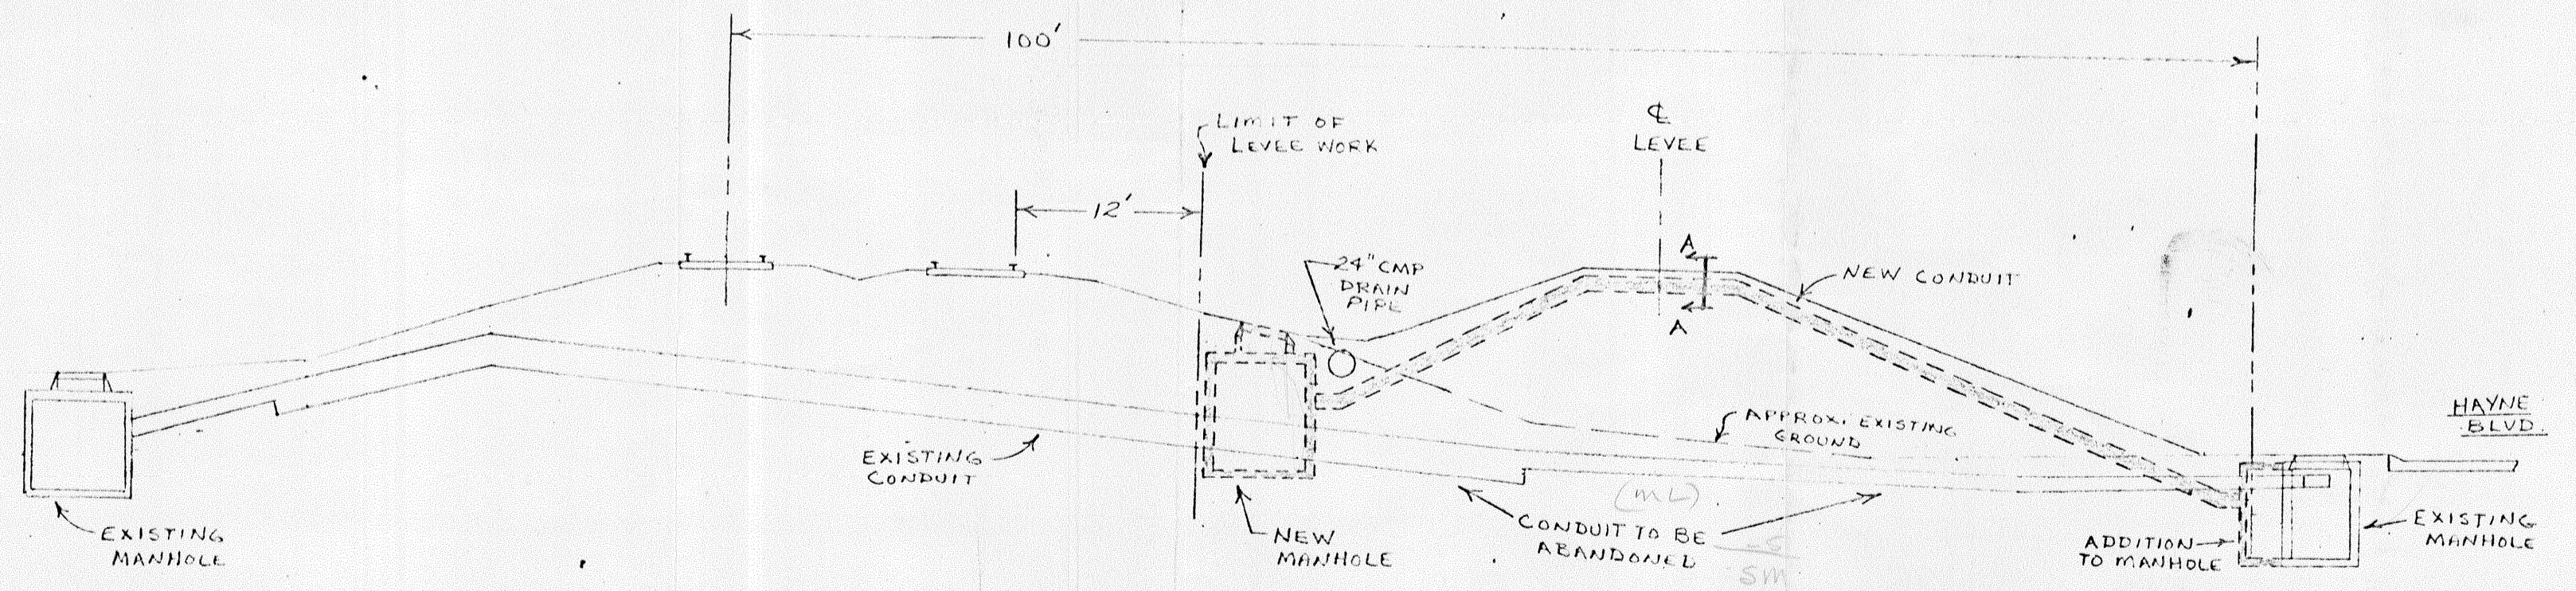 100'
LIMIT OF
LEVEE WORK
℄
LEVEE
12'
A
A
24" CMP
DRAIN
PIPE
NEW CONDUIT
HAYNE
BLVD.
APPROX. EXISTING
GROUND
EXISTING
CONDUIT
(ML)
EXISTING
MANHOLE
NEW
MANHOLE
CONDUIT TO BE
ABANDONED
SM
ADDITION
TO MANHOLE
EXISTING
MANHOLE